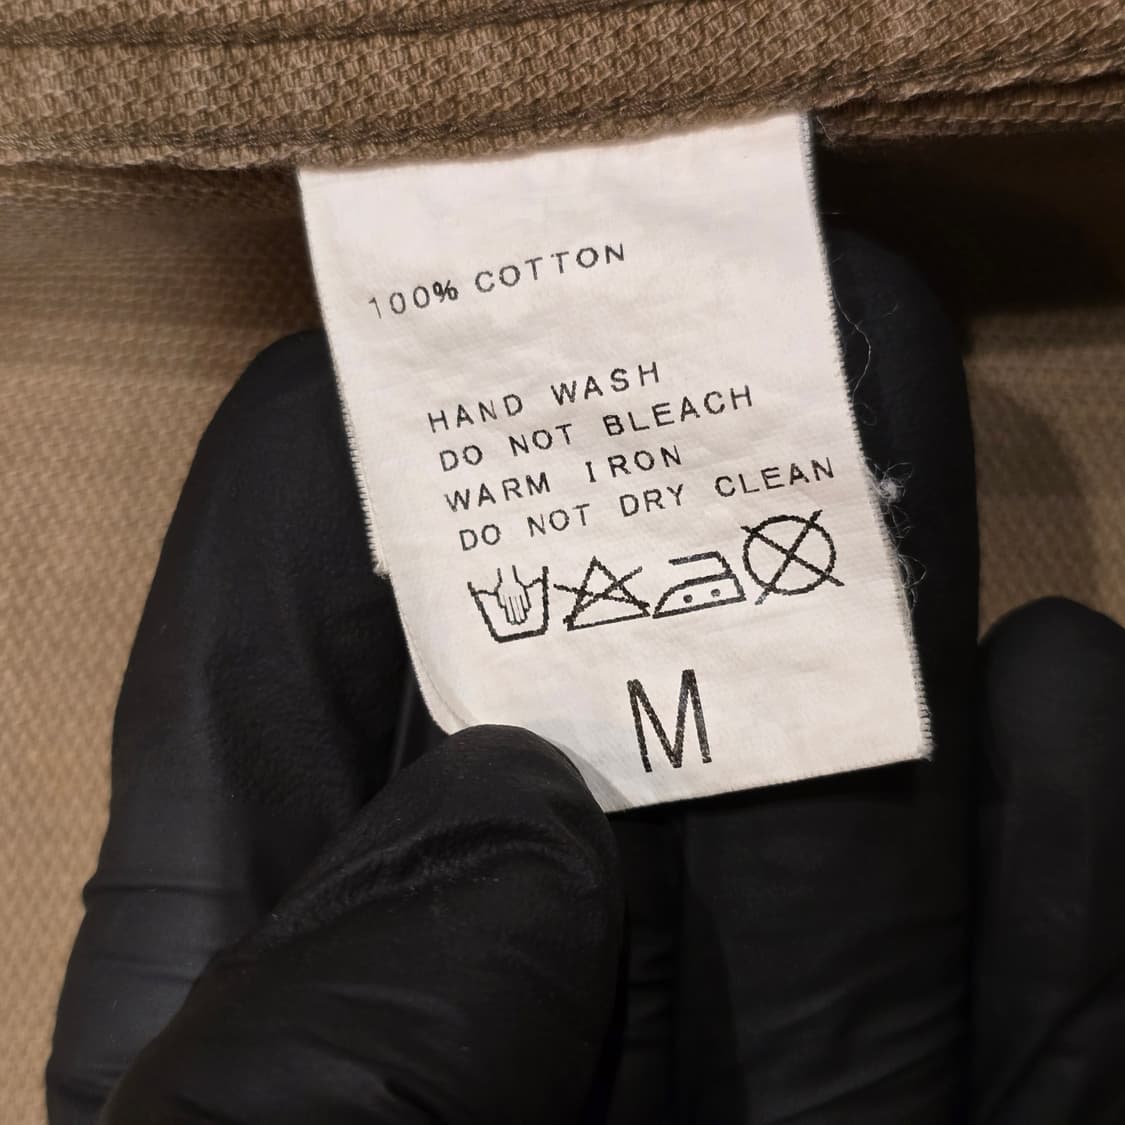 100% COTTON
HAND WASH
DO NOT BLEACH
WARM IRON
DO NOT DRY CLEAN
M